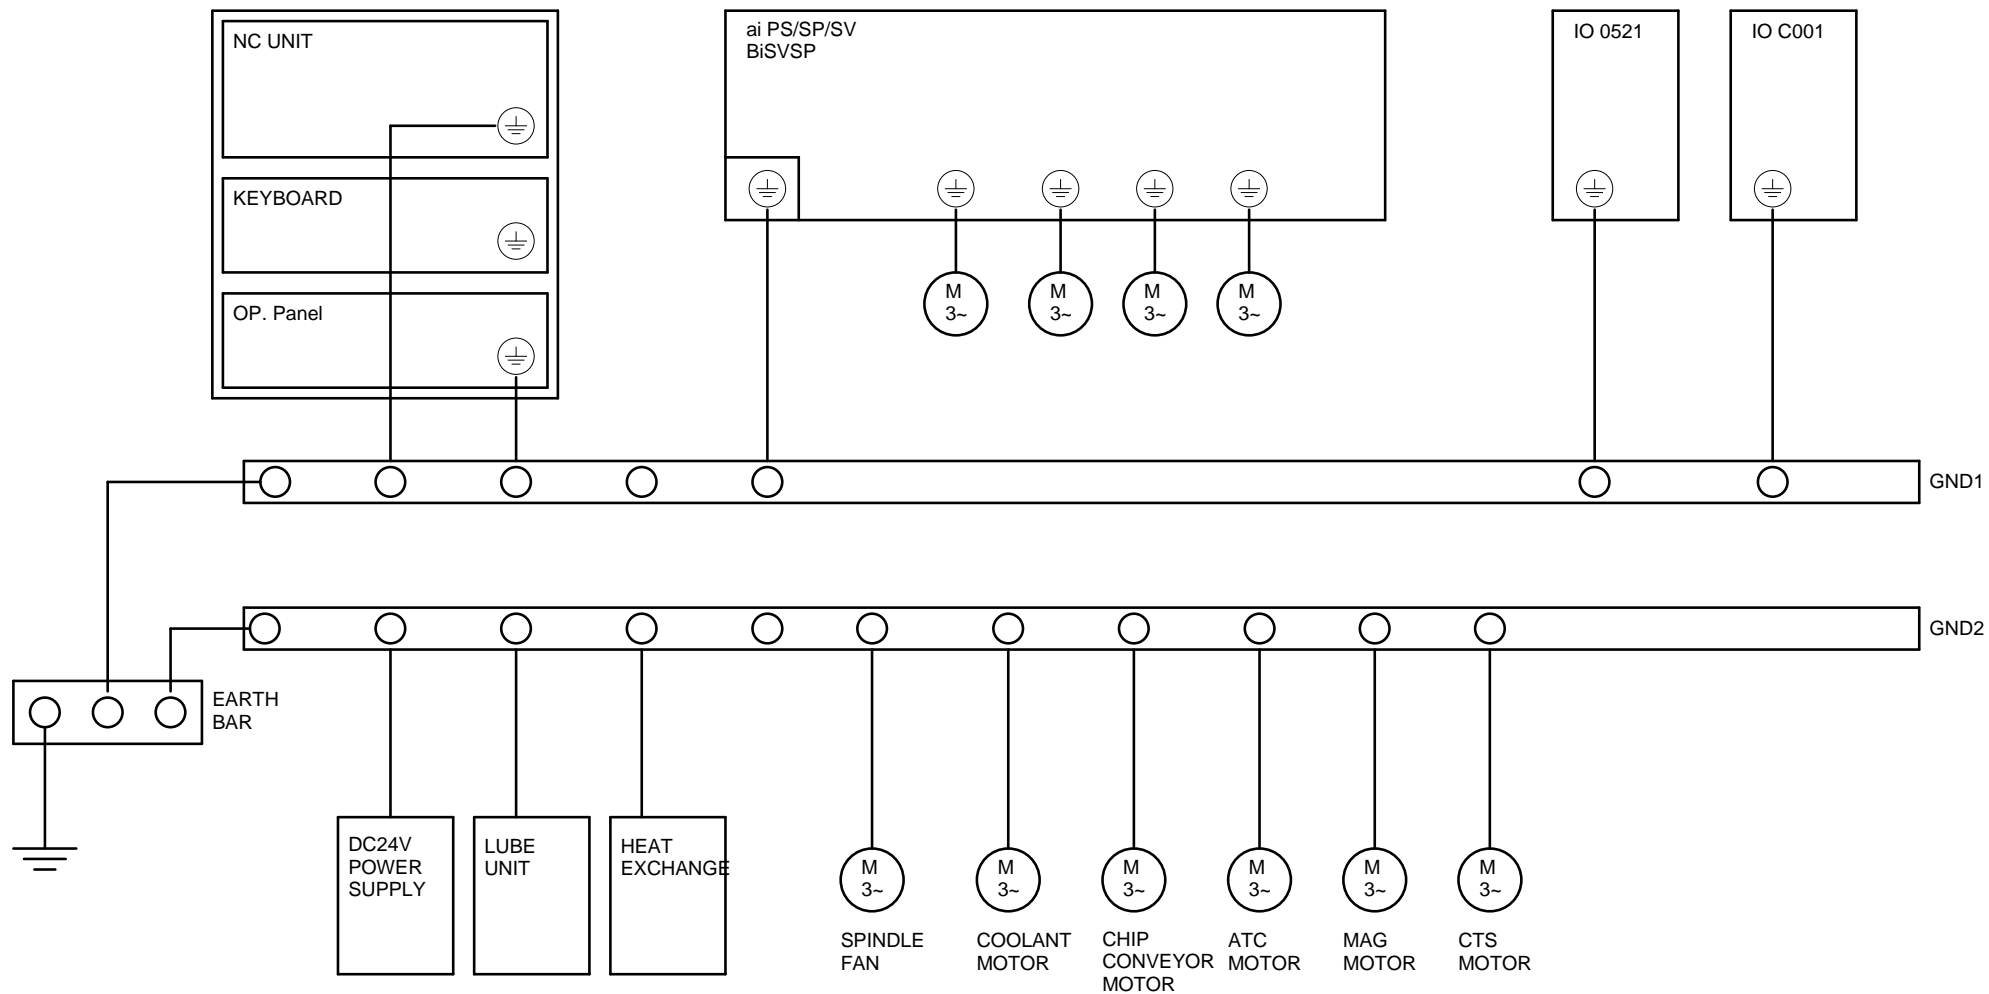 NC UNIT
KEYBOARD
OP. Panel
ai PS/SP/SV
BiSVSP
IO 0521
IO C001
M
3~
M
3~
M
3~
M
3~
GND1
GND2
EARTH
BAR
DC24V
POWER
SUPPLY
LUBE
UNIT
HEAT
EXCHANGE
M
3~
M
3~
M
3~
M
3~
M
3~
M
3~
SPINDLE
FAN
COOLANT
MOTOR
CHIP
CONVEYOR
MOTOR
ATC
MOTOR
MAG
MOTOR
CTS
MOTOR